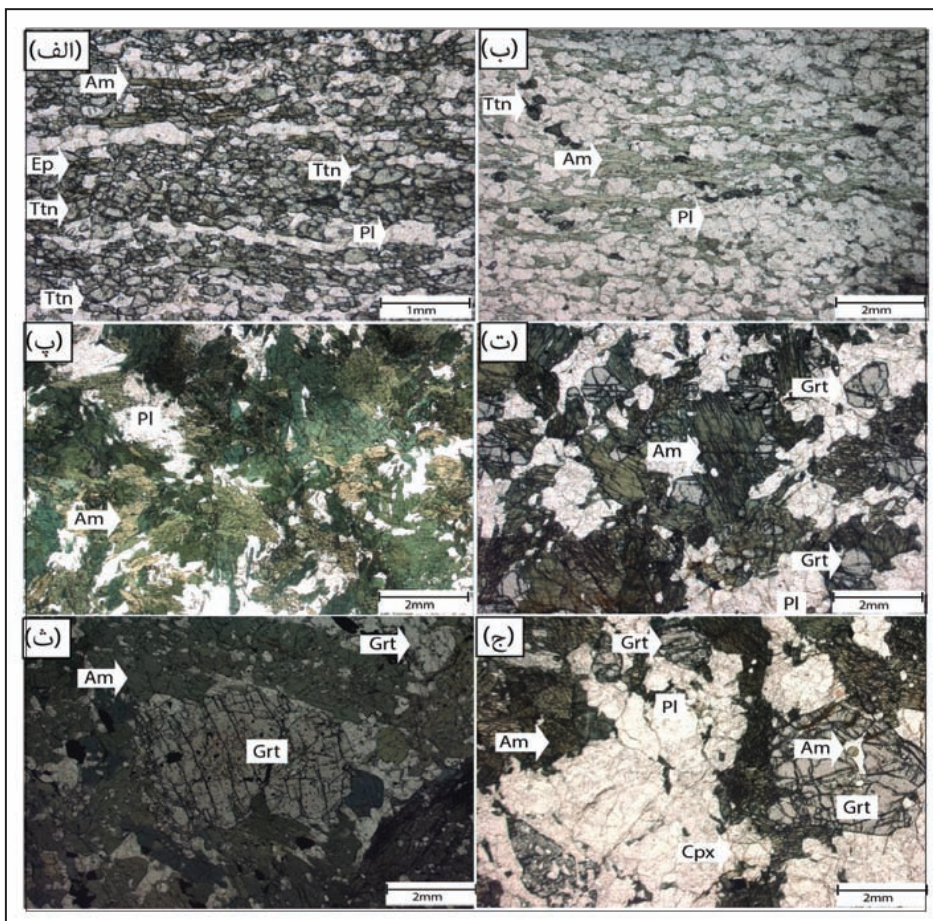 (الف)
Am
Ep
Ttn
Ttn
Pl
Ttn
1mm
(ب)
Ttn
Am
Pl
2mm
(پ)
Pl
Am
2mm
(ت)
Grt
Am
Grt
Pl
2mm
(ث)
Grt
Am
Grt
2mm
(ج)
Grt
Pl
Am
Am
Grt
Cpx
2mm